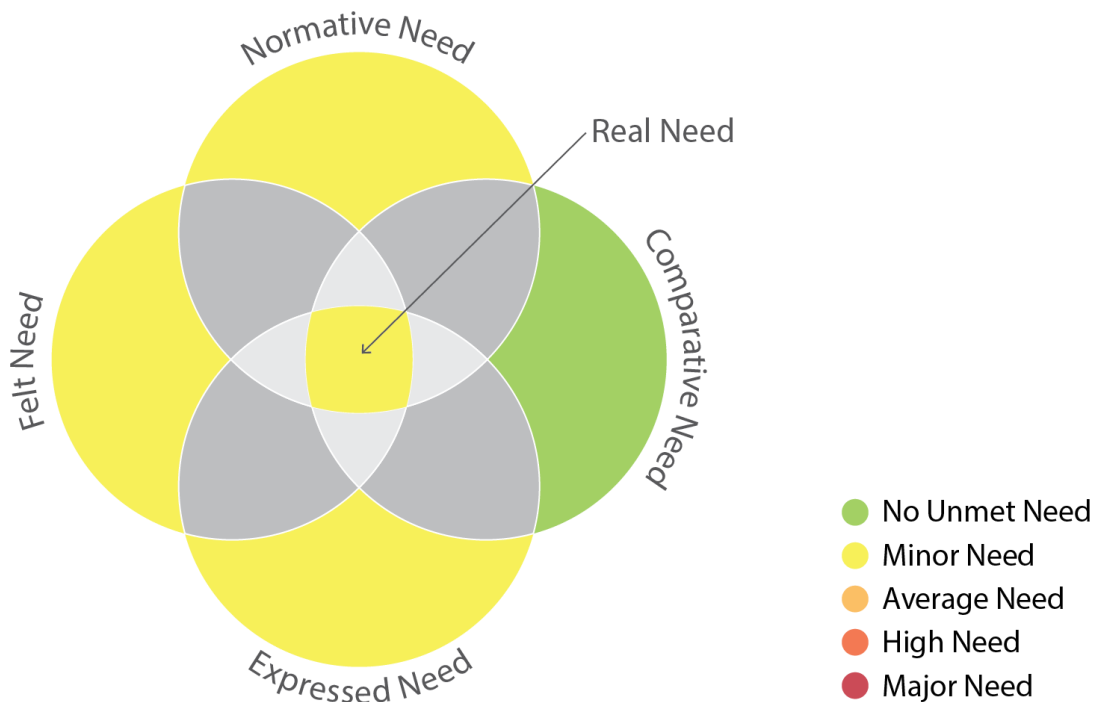 Normative Need
Real Need
Felt Need
Comparative Need
Expressed Need
No Unmet Need
Minor Need
Average Need
High Need
Major Need